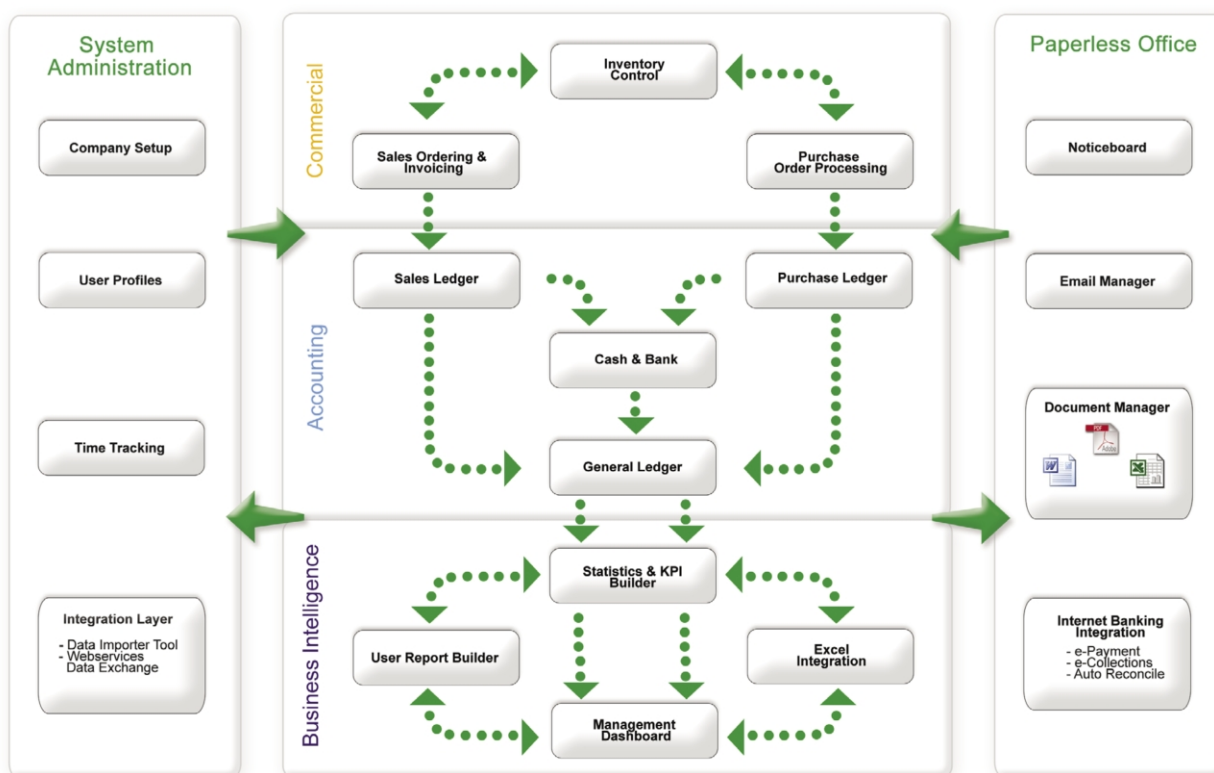 System
Administration
Company Setup
User Profiles
Time Tracking
Integration Layer
- Data Importer Tool
- Webservices
Data Exchange
Commercial
Inventory
Control
Sales Ordering &
Invoicing
Purchase
Order Processing
Accounting
Sales Ledger
Purchase Ledger
Cash & Bank
General Ledger
Business Intelligence
Statistics & KPI
Builder
User Report Builder
Excel
Integration
Management
Dashboard
Paperless Office
Noticeboard
Email Manager
Document Manager
PDF
Adobe
W
X
Internet Banking
Integration
- e-Payment
- e-Collections
- Auto Reconcile